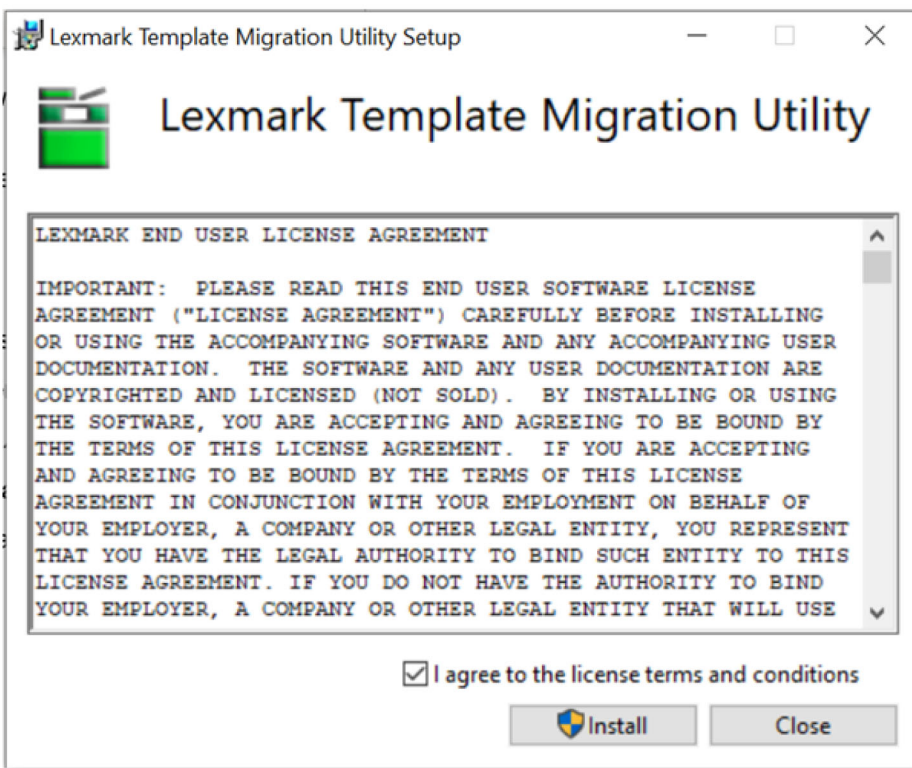 Lexmark Template Migration Utility Setup
Lexmark Template Migration Utility
LEXMARK END USER LICENSE AGREEMENT
IMPORTANT:  PLEASE READ THIS END USER SOFTWARE LICENSE
AGREEMENT ("LICENSE AGREEMENT") CAREFULLY BEFORE INSTALLING
OR USING THE ACCOMPANYING SOFTWARE AND ANY ACCOMPANYING USER
DOCUMENTATION.  THE SOFTWARE AND ANY USER DOCUMENTATION ARE
COPYRIGHTED AND LICENSED (NOT SOLD).  BY INSTALLING OR USING
THE SOFTWARE, YOU ARE ACCEPTING AND AGREEING TO BE BOUND BY
THE TERMS OF THIS LICENSE AGREEMENT.  IF YOU ARE ACCEPTING
AND AGREEING TO BE BOUND BY THE TERMS OF THIS LICENSE
AGREEMENT IN CONJUNCTION WITH YOUR EMPLOYMENT ON BEHALF OF
YOUR EMPLOYER, A COMPANY OR OTHER LEGAL ENTITY, YOU REPRESENT
THAT YOU HAVE THE LEGAL AUTHORITY TO BIND SUCH ENTITY TO THIS
LICENSE AGREEMENT. IF YOU DO NOT HAVE THE AUTHORITY TO BIND
YOUR EMPLOYER, A COMPANY OR OTHER LEGAL ENTITY THAT WILL USE
I agree to the license terms and conditions
Install
Close